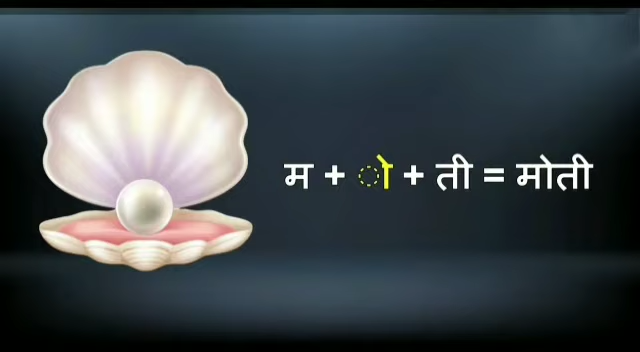 म + ो + ती = मोती